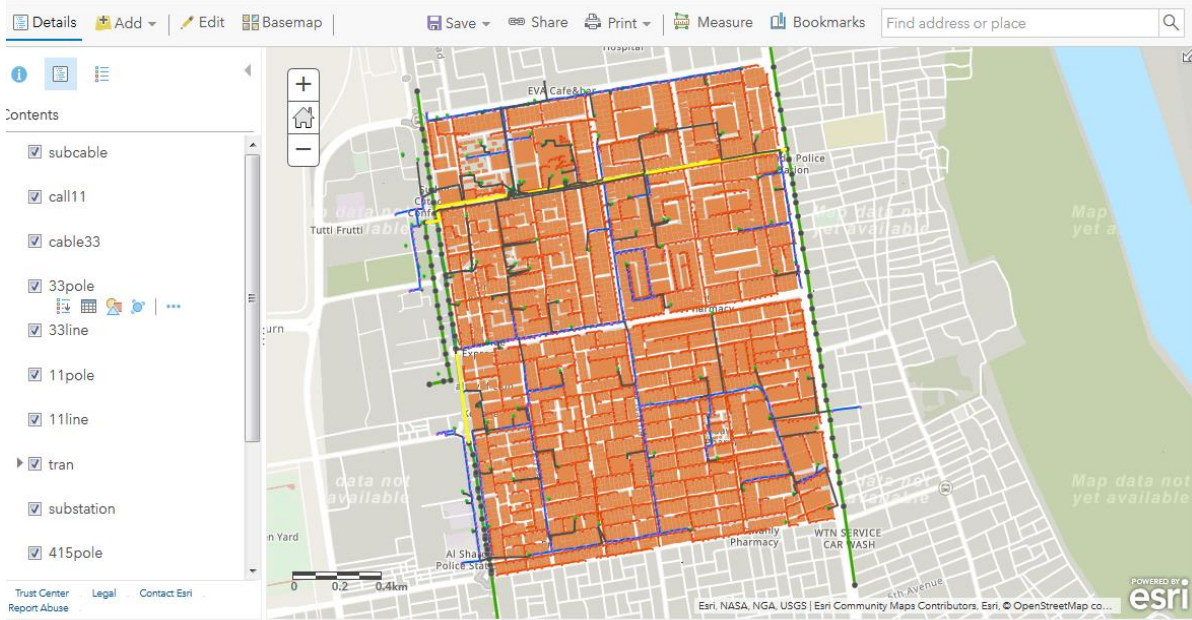 Details Add Edit Basemap Save Share Print Measure Bookmarks Find address or place
Contents
subcable
call11
cable33
33pole
33line
11pole
11line
tran
substation
415pole
Trust Center Legal Contact Esri
Report Abuse
Hospital
EVA Cafe&bar
Police
Tutti Frutti
Map data not
yet available
Map
yet a
urn
data not
available
Map data not
yet available
n Yard
Al Sha
Police Stat
Pharmacy
WTN SERVICE
CAR WASH
5th Avenue
0 0.2 0.4km
Esri, NASA, NGA, USGS | Esri Community Maps Contributors, Esri, © OpenStreetMap co...
POWERED BY
esri